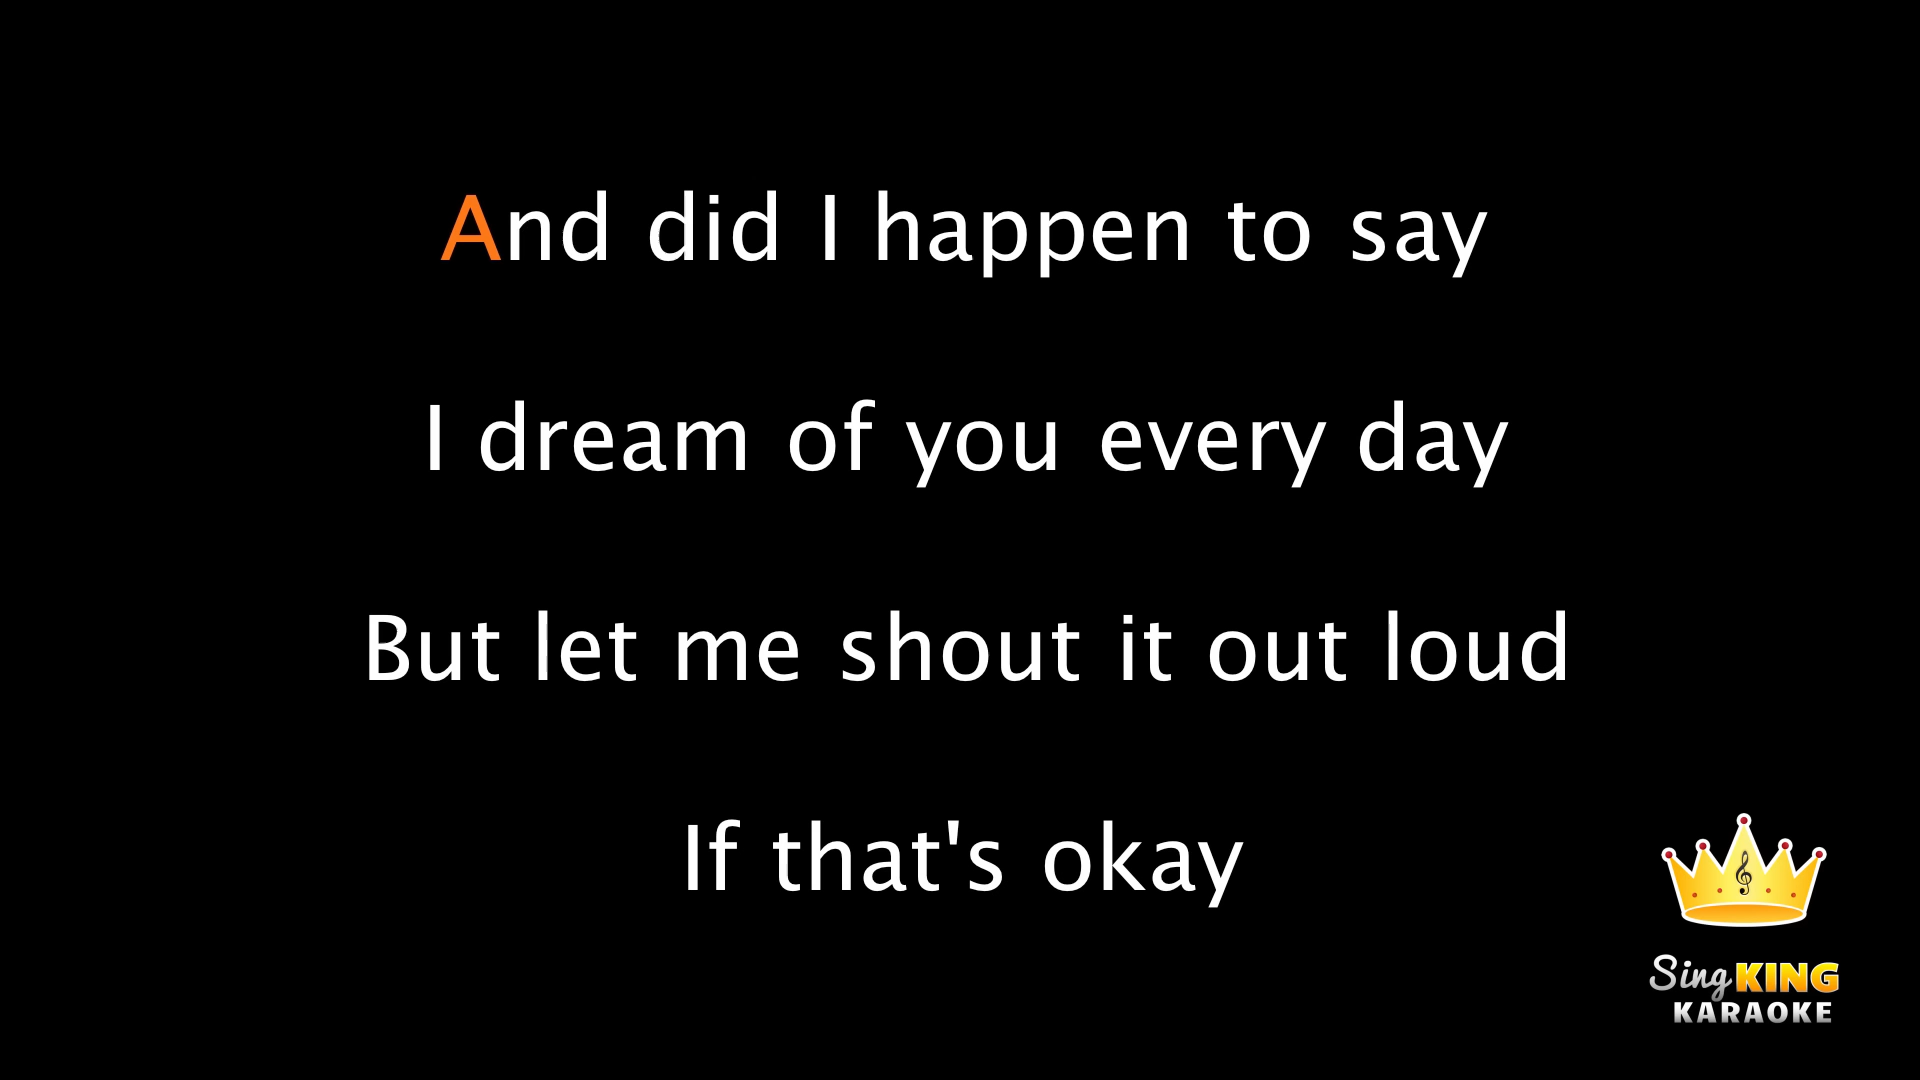 And did I happen to say
I dream of you every day
But let me shout it out loud
If that's okay
Sing KING
KARAOKE